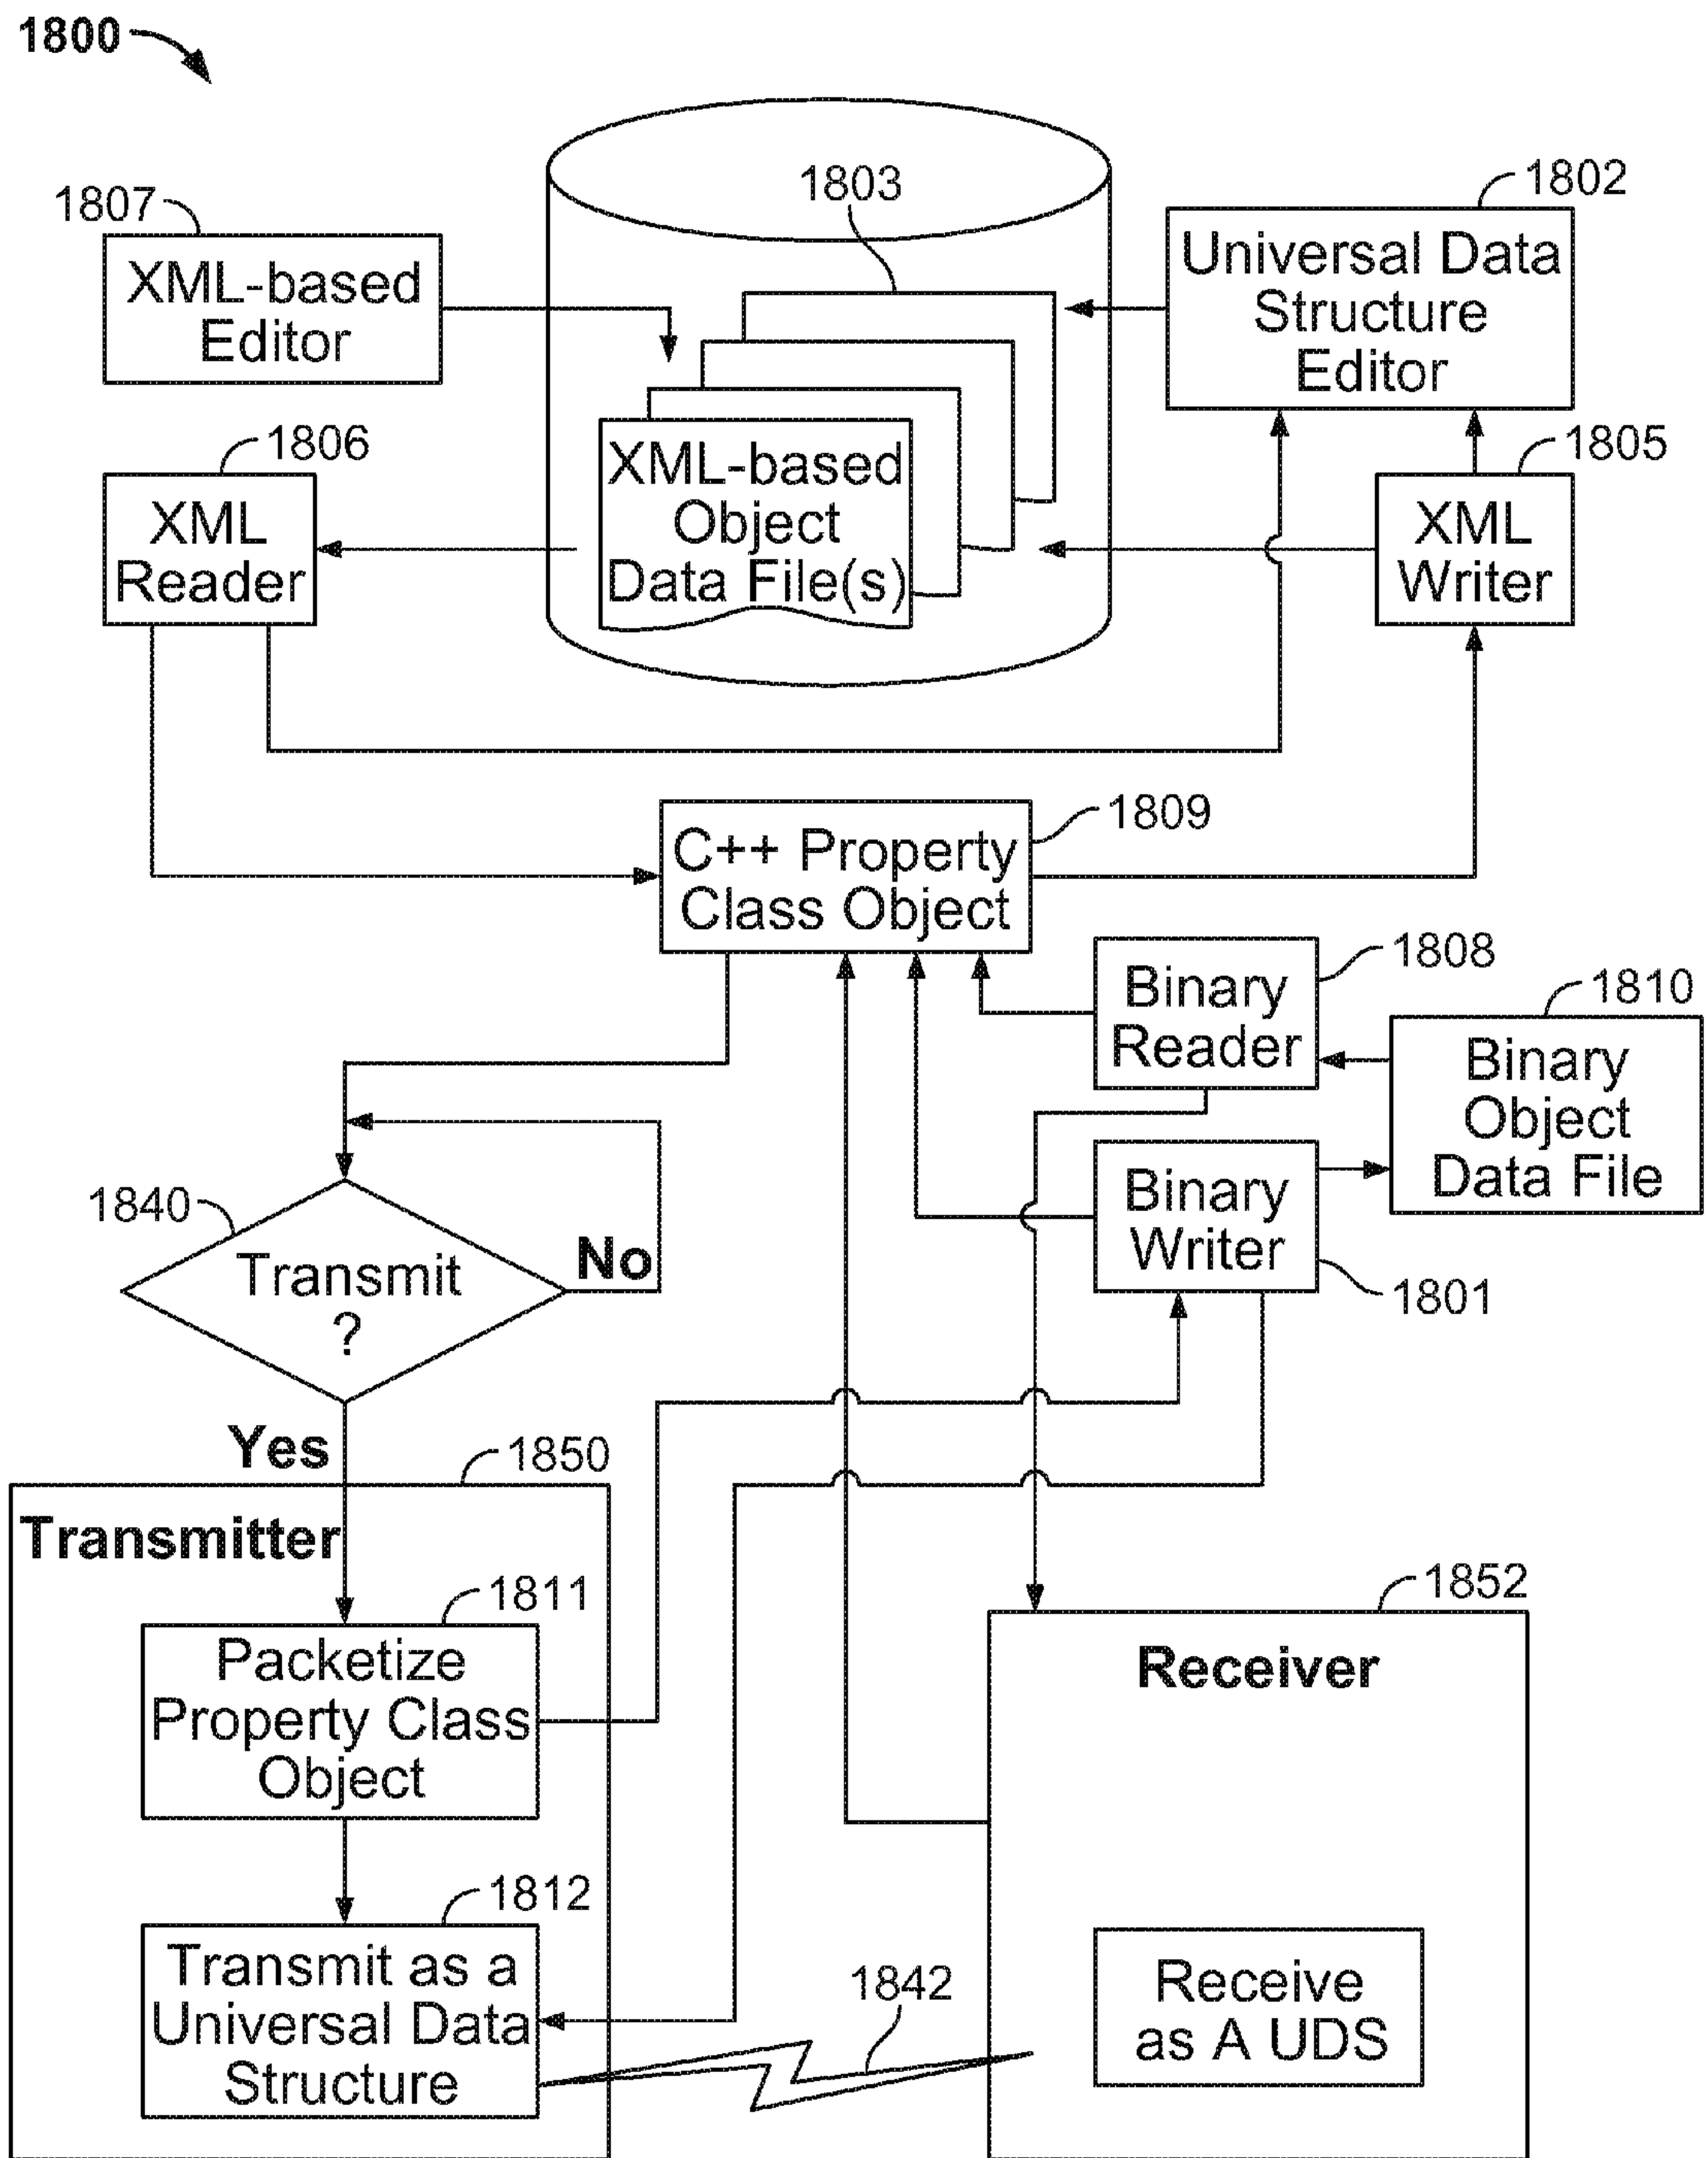 1800
1807
XML-based
Editor
1803
1802
Universal Data
Structure
Editor
1806
XML
Reader
XML-based
Object
Data File(s)
1805
XML
Writer
1809
C++ Property
Class Object
1808
Binary
Reader
1810
Binary
Object
Data File
1840
Transmit
?
No
Binary
Writer
1801
Yes
1850
Transmitter
1811
Packetize
Property Class
Object
1852
Receiver
1812
Transmit as a
Universal Data
Structure
1842
Receive
as A UDS